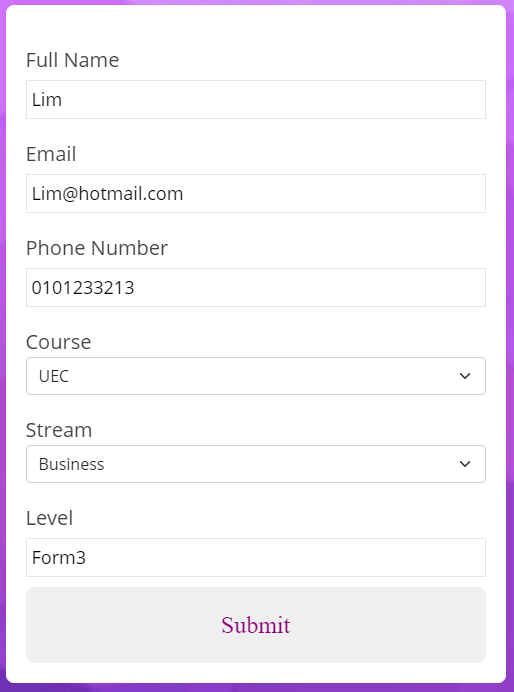 Full Name
Lim
Email
Lim@hotmail.com
Phone Number
0101233213
Course
UEC
Stream
Business
Level
Form3
Submit